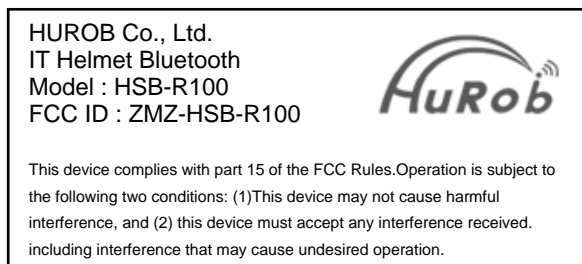 HUROB Co., Ltd.
IT Helmet Bluetooth
Model : HSB-R100
FCC ID : ZMZ-HSB-R100
HuRob
This device complies with part 15 of the FCC Rules.Operation is subject to
the following two conditions: (1)This device may not cause harmful
interference, and (2) this device must accept any interference received.
including interference that may cause undesired operation.